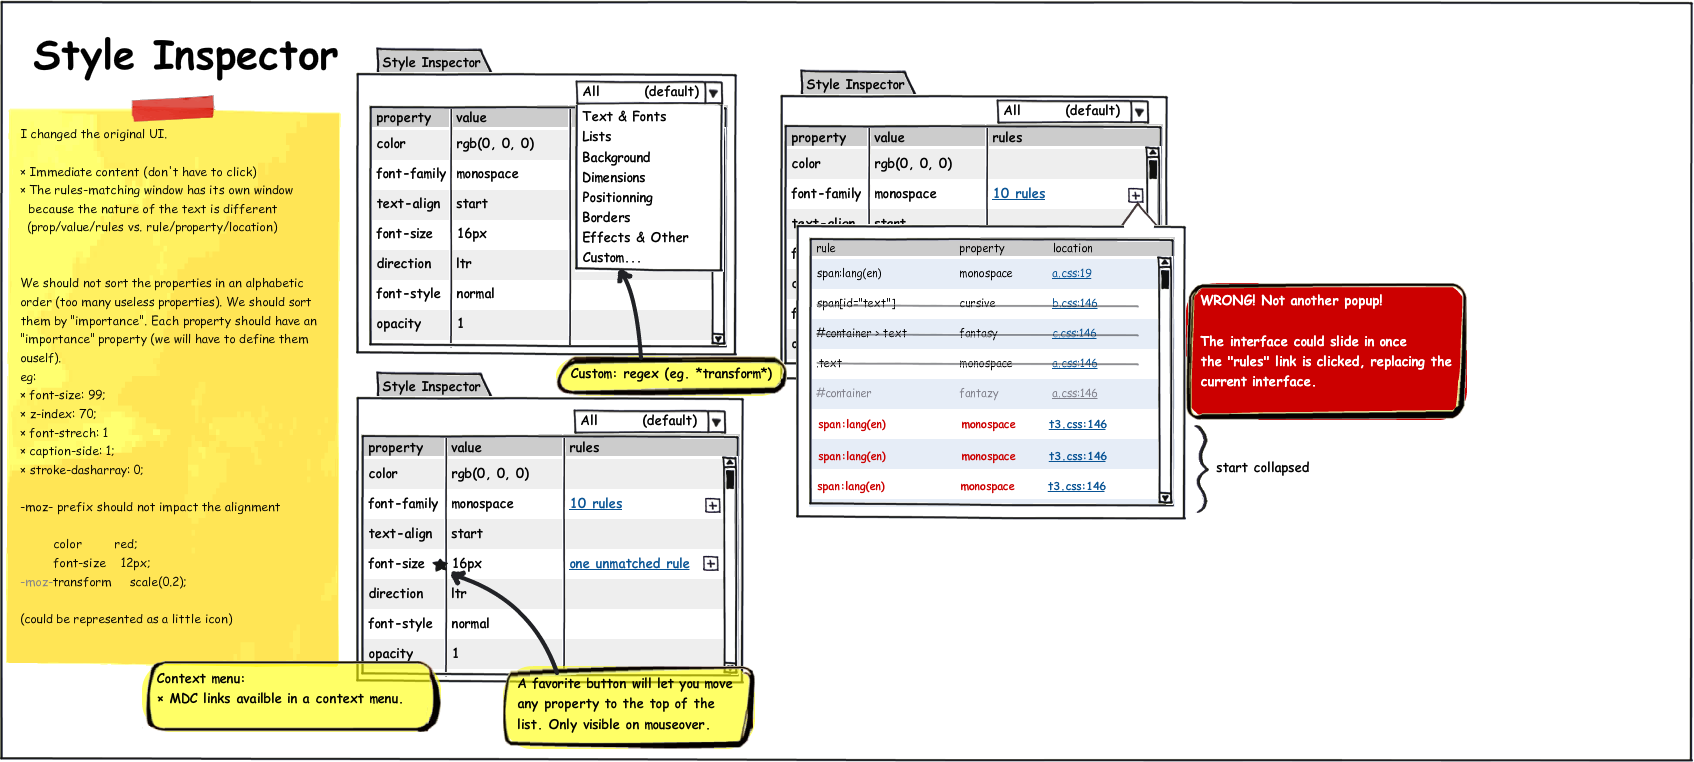 Style Inspector
I changed the original UI.
× Immediate content (don't have to click)
× The rules-matching window has its own window
because the nature of the text is different
(prop/value/rules vs. rule/property/location)
We should not sort the properties in an alphabetic
order (too many useless properties). We should sort
them by "importance". Each property should have an
"importance" property (we will have to define them
ouself).
eg:
× font-size: 99;
× z-index: 70;
× font-strech: 1
× caption-side: 1;
× stroke-dasharray: 0;
-moz- prefix should not impact the alignment
color red;
font-size 12px;
-moz-transform scale(0.2);
(could be represented as a little icon)
Context menu:
× MDC links availble in a context menu.
Style Inspector
All (default)
property value
color rgb(0, 0, 0)
font-family monospace
text-align start
font-size 16px
direction ltr
font-style normal
opacity 1
Text & Fonts
Lists
Background
Dimensions
Positionning
Borders
Effects & Other
Custom...
Custom: regex (eg. *transform*)
Style Inspector
All (default)
property value rules
color rgb(0, 0, 0)
font-family monospace 10 rules
text-align start
font-size 16px one unmatched rule
direction ltr
font-style normal
opacity 1
A favorite button will let you move
any property to the top of the
list. Only visible on mouseover.
Style Inspector
All (default)
property value rules
color rgb(0, 0, 0)
font-family monospace 10 rules
text-align start
rule property location
span:lang(en) monospace a.css:19
span[id="text"] cursive b.css:146
#container > text fantasy c.css:146
.text monospace a.css:146
#container fantazy a.css:146
span:lang(en) monospace t3.css:146
span:lang(en) monospace t3.css:146
span:lang(en) monospace t3.css:146
WRONG! Not another popup!
The interface could slide in once
the "rules" link is clicked, replacing the
current interface.
start collapsed